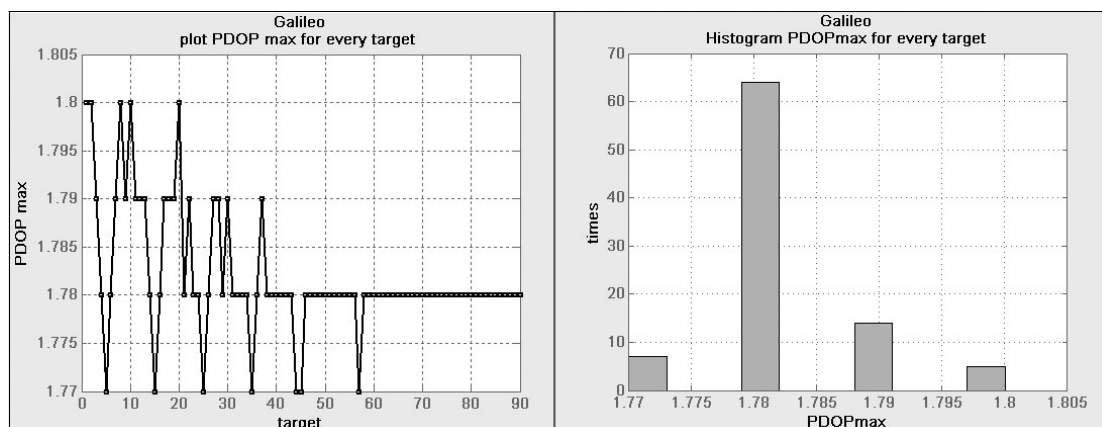 Galileo
plot PDOP max for every target
1.805
1.8
1.795
1.79
1.785
1.78
1.775
1.77
PDOP max
0 10 20 30 40 50 60 70 80 90
target
Galileo
Histogram PDOPmax for every target
70
60
50
40
30
20
10
0
times
1.77 1.775 1.78 1.785 1.79 1.795 1.8 1.805
PDOPmax